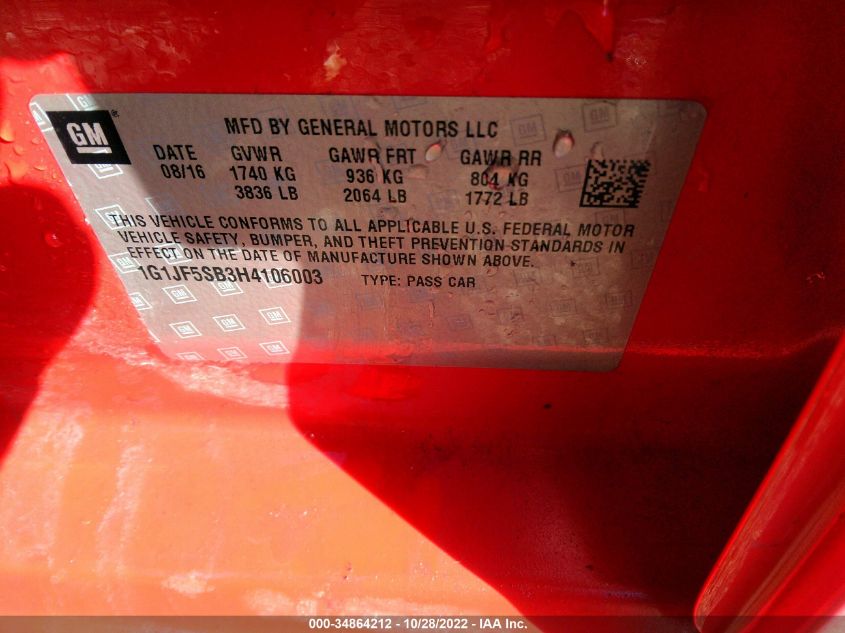 GM ®
MFD BY GENERAL MOTORS LLC
DATE GVWR GAWR FRT GAWR RR
08/16 1740 KG 936 KG 804 KG
3836 LB 2064 LB 1772 LB
THIS VEHICLE CONFORMS TO ALL APPLICABLE U.S. FEDERAL MOTOR
VEHICLE SAFETY, BUMPER, AND THEFT PREVENTION STANDARDS IN
EFFECT ON THE DATE OF MANUFACTURE SHOWN ABOVE.
1G1JF5SB3H4106003 TYPE: PASS CAR
000-34864212 - 10/28/2022 - IAA Inc.